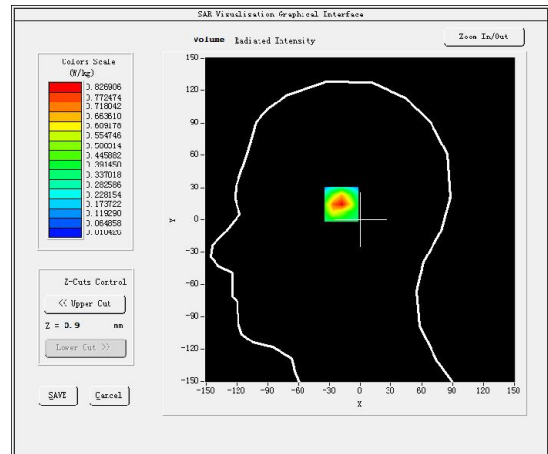 SAR Visualisation Graphical Interface
Volume Radiated Intensity
Zoom In/Out
Colors Scale
(W/kg)
0.826906
0.772474
0.718042
0.663610
0.609178
0.554746
0.500314
0.445882
0.391450
0.337018
0.282586
0.228154
0.173722
0.119290
0.064858
0.010426
Z-Cuts Control
<< Upper Cut
Z = 0.9 mm
Lower Cut >>
SAVE Cancel
150
120
90
60
30
0
-30
-60
-90
-120
-150
Y
-150 -120 -90 -60 -30 0 30 60 90 120 150
X